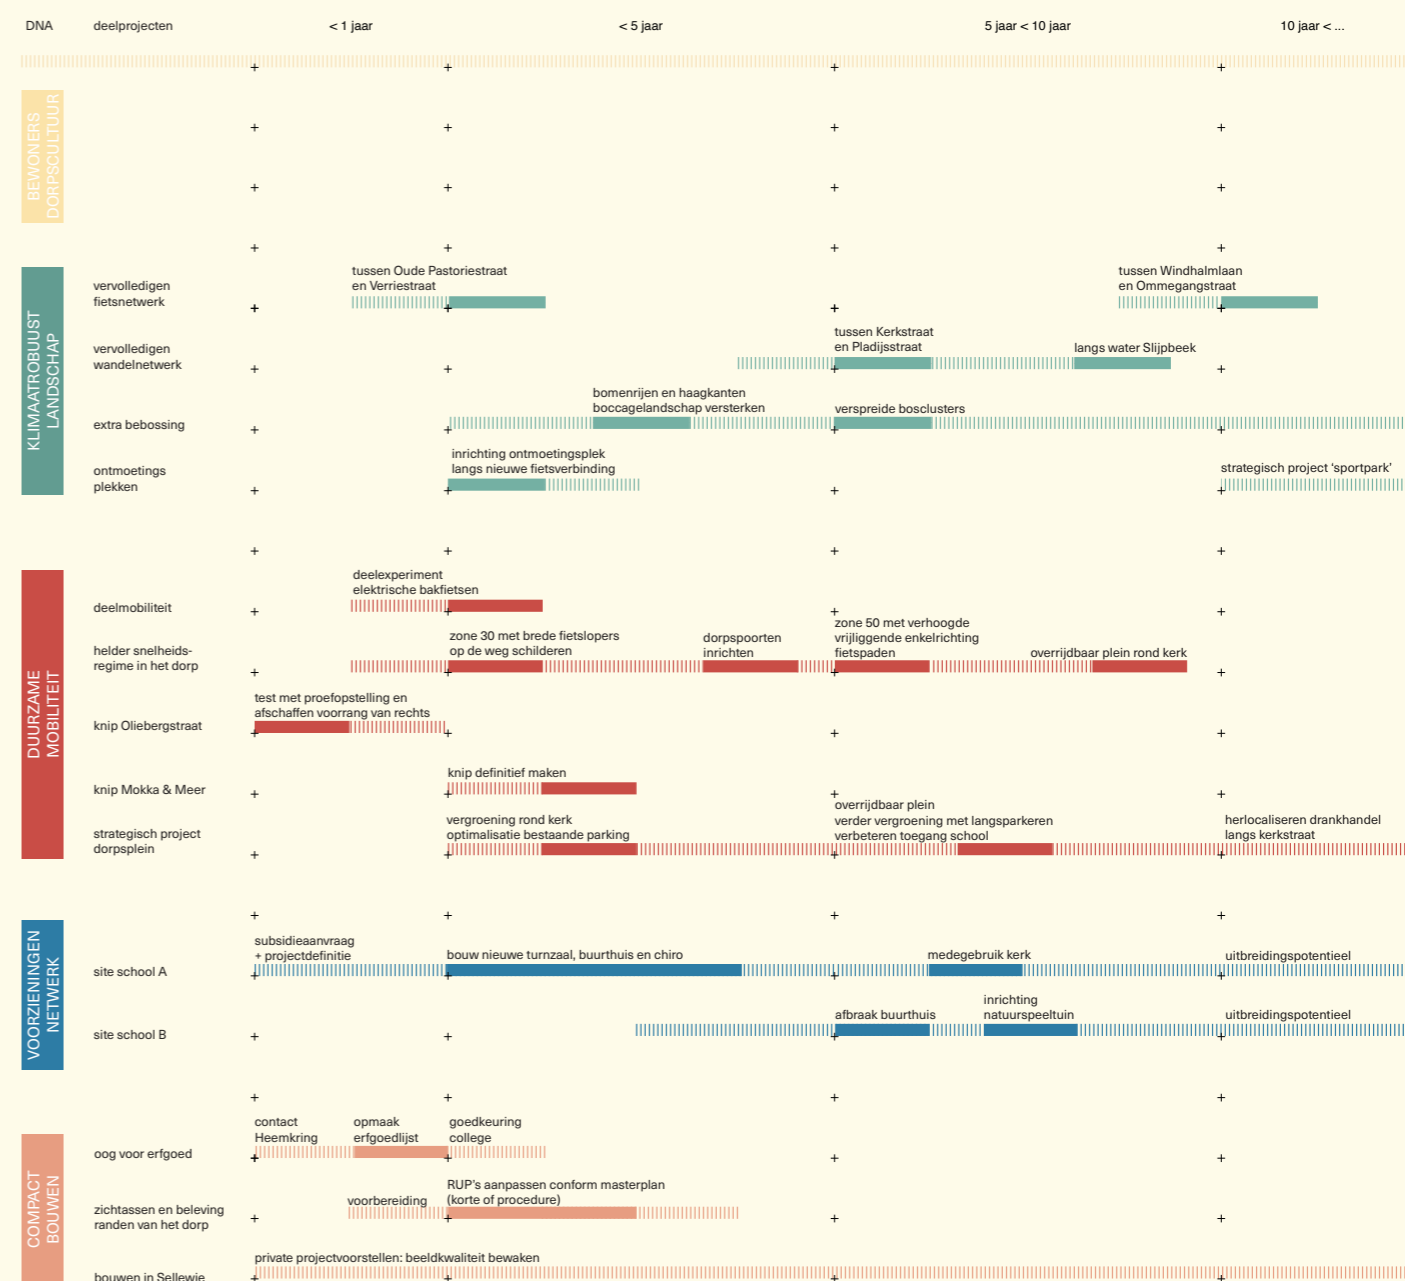 DNA deelprojecten < 1 jaar < 5 jaar 5 jaar < 10 jaar 10 jaar < ...
BEWONERS
DORPSCULTUUR
KLIMAATROBUUST
LANDSCHAP
vervolledigen
fietsnetwerk
tussen Oude Pastoriestraat
en Verriestraat
tussen Windhalmlaan
en Ommegangstraat
vervolledigen
wandelnetwerk
tussen Kerkstraat
en Pladijsstraat
langs water Slijpbeek
extra bebossing
bomenrijen en haagkanten
boccagelandschap versterken
verspreide bosclusters
ontmoetings
plekken
inrichting ontmoetingsplek
langs nieuwe fietsverbinding
strategisch project ‘sportpark’
DUURZAME
MOBILITEIT
deelmobiliteit
deelexperiment
elektrische bakfietsen
helder snelheids-
regime in het dorp
zone 30 met brede fietslopers
op de weg schilderen
dorpspoorten
inrichten
zone 50 met verhoogde
vrijliggende enkelrichting
fietspaden
overrijdbaar plein rond kerk
knip Oliebergstraat
test met proefopstelling en
afschaffen voorrang van rechts
knip Mokka & Meer
knip definitief maken
strategisch project
dorpsplein
vergroening rond kerk
optimalisatie bestaande parking
overrijdbaar plein
verder vergroening met langsparkeren
verbeteren toegang school
herlocaliseren drankhandel
langs kerkstraat
VOORZIENINGEN
NETWERK
site school A
subsidieaanvraag
+ projectdefinitie
bouw nieuwe turnzaal, buurthuis en chiro
medegebruik kerk
uitbreidingspotentieel
site school B
afbraak buurthuis
inrichting
natuurspeeltuin
uitbreidingspotentieel
COMPACT
BOUWEN
oog voor erfgoed
contact
Heemkring
opmaak
erfgoedlijst
goedkeuring
college
zichtassen en beleving
randen van het dorp
voorbereiding
RUP’s aanpassen conform masterplan
(korte of procedure)
bouwen in Sellewie
private projectvoorstellen: beeldkwaliteit bewaken